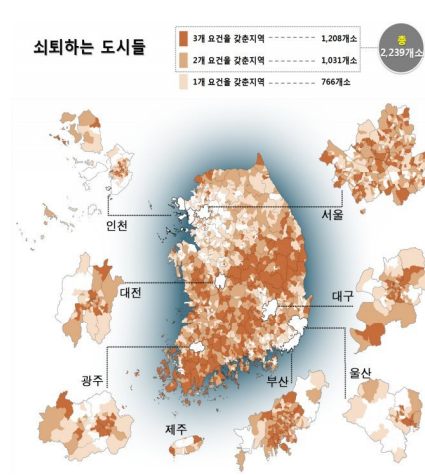 쇠퇴하는 도시들
3개 요건을 갖춘지역 1,208개소
2개 요건을 갖춘지역 1,031개소
1개 요건을 갖춘지역 766개소
총
2,239개소
인천
서울
대전
대구
광주
부산
울산
제주